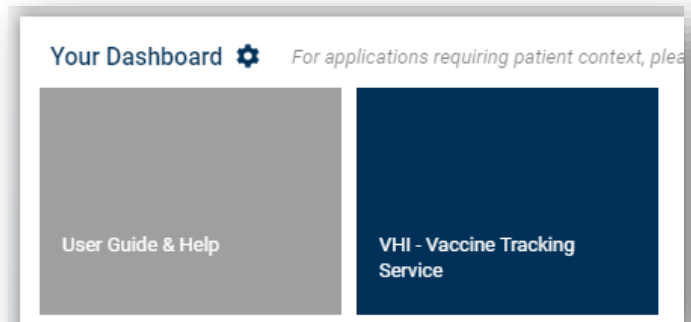 Your Dashboard For applications requiring patient context, plea
User Guide & Help
VHI - Vaccine Tracking
Service